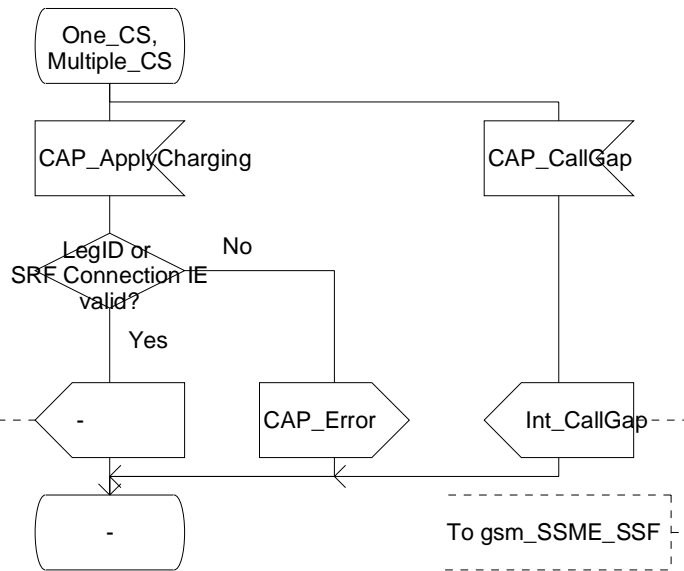 One_CS,
Multiple_CS
CAP_ApplyCharging
CAP_CallGap
LegID or
SRF Connection IE
valid?
No
Yes
-
CAP_Error
Int_CallGap
-
To gsm_SSME_SSF